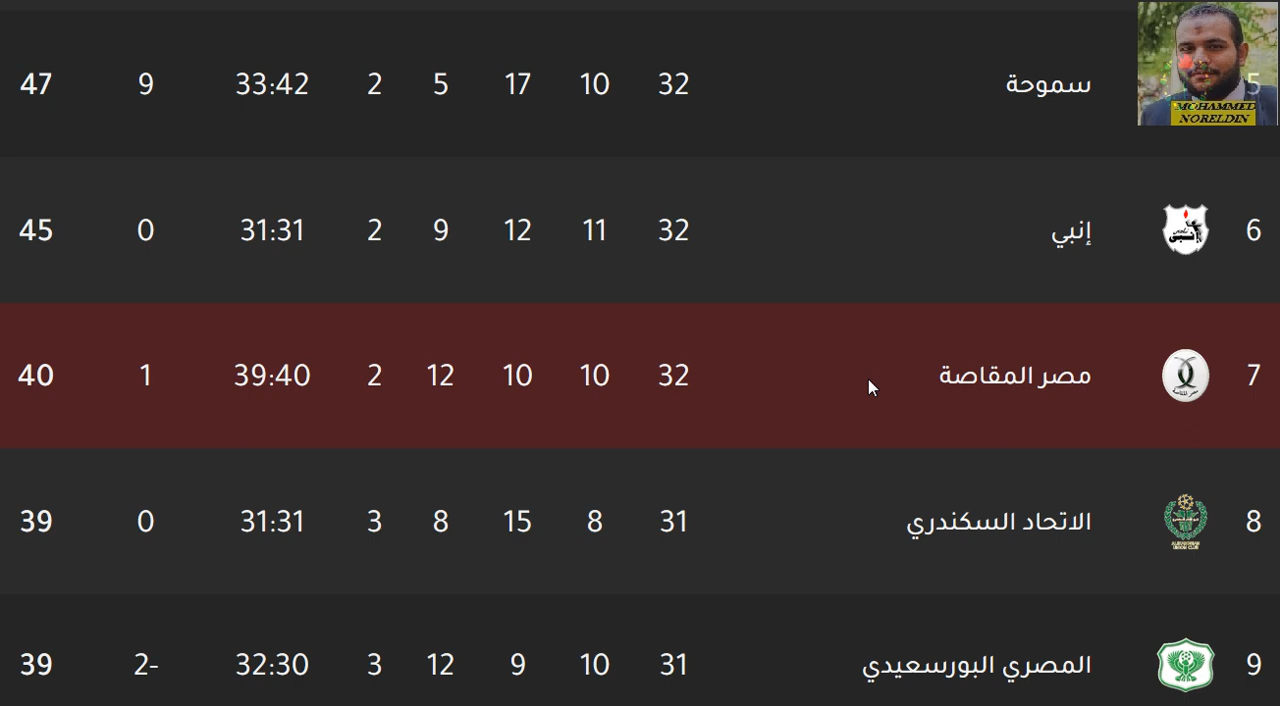 5 سموحة 32 10 17 5 2 33:42 9 47
MOHAMMED
NORELDIN
6 إنبي 32 11 12 9 2 31:31 0 45
إنبي
7 مصر المقاصة 32 10 10 12 2 39:40 1 40
مصر المقاصة
8 الاتحاد السكندري 31 8 15 8 3 31:31 0 39
9 المصري البورسعيدي 31 10 9 12 3 32:30 2- 39